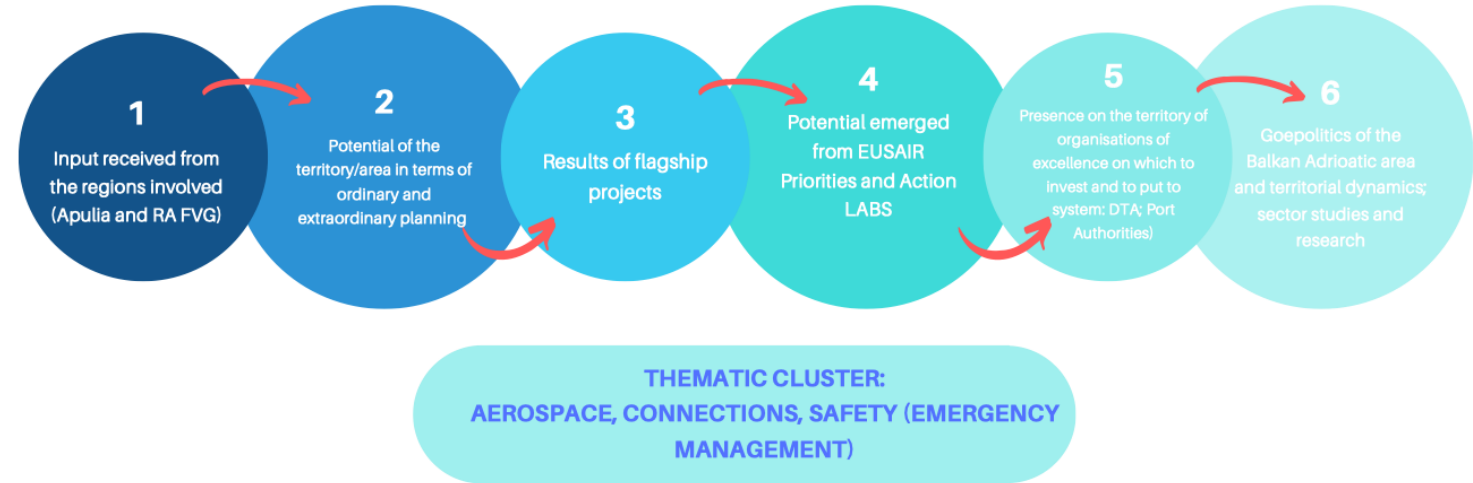 1
Input received from
the regions involved
(Apulia and RA FVG)
2
Potential of the
territory/area in terms of
ordinary and
extraordinary planning
3
Results of flagship
projects
4
Potential emerged
from EUSAIR
Priorities and Action
LABS
5
Presence on the territory of
organisations of
excellence on which to
invest and to put to
system: DTA; Port
Authorities)
6
Goepolitics of the
Balkan Adrioatic area
and territorial dynamics;
sector studies and
research
THEMATIC CLUSTER:
AEROSPACE, CONNECTIONS, SAFETY (EMERGENCY
MANAGEMENT)